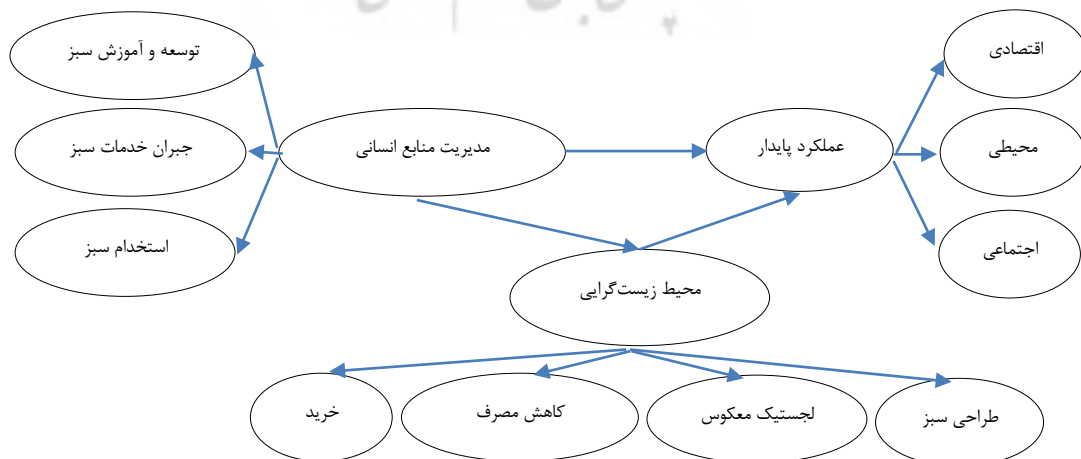 توسعه و آموزش سبز
اقتصادی
جبران خدمات سبز
مدیریت منابع انسانی
عملکرد پایدار
محیطی
استخدام سبز
اجتماعی
محیط زیست‌گرایی
طراحی سبز
لجستیک معکوس
کاهش مصرف
خرید